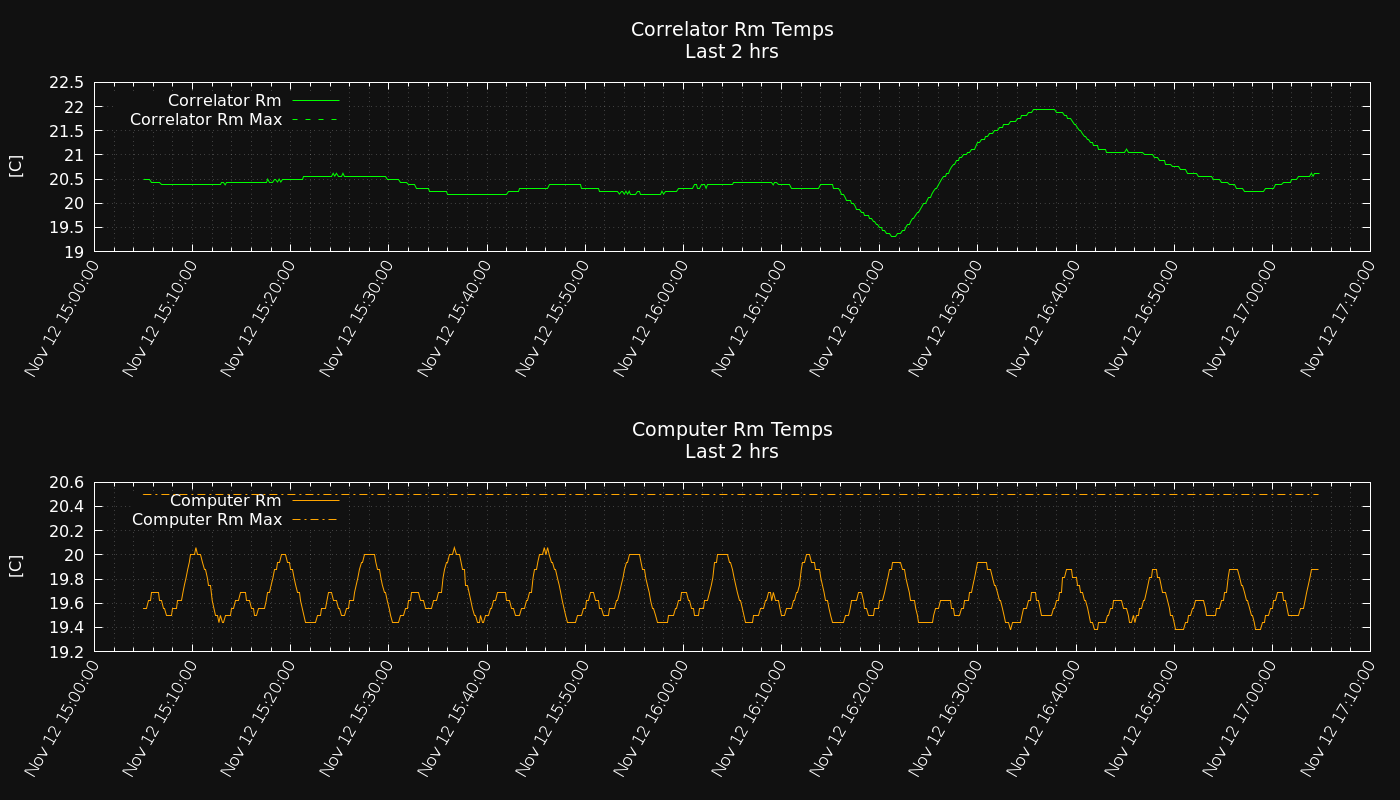 Correlator Rm Temps
Last 2 hrs
22.5
22
21.5
21
20.5
20
19.5
19
[C]
Correlator Rm
Correlator Rm Max
Nov 12 15:00:00
Nov 12 15:10:00
Nov 12 15:20:00
Nov 12 15:30:00
Nov 12 15:40:00
Nov 12 15:50:00
Nov 12 16:00:00
Nov 12 16:10:00
Nov 12 16:20:00
Nov 12 16:30:00
Nov 12 16:40:00
Nov 12 16:50:00
Nov 12 17:00:00
Nov 12 17:10:00
Computer Rm Temps
Last 2 hrs
20.6
20.4
20.2
20
19.8
19.6
19.4
19.2
[C]
Computer Rm
Computer Rm Max
Nov 12 15:00:00
Nov 12 15:10:00
Nov 12 15:20:00
Nov 12 15:30:00
Nov 12 15:40:00
Nov 12 15:50:00
Nov 12 16:00:00
Nov 12 16:10:00
Nov 12 16:20:00
Nov 12 16:30:00
Nov 12 16:40:00
Nov 12 16:50:00
Nov 12 17:00:00
Nov 12 17:10:00